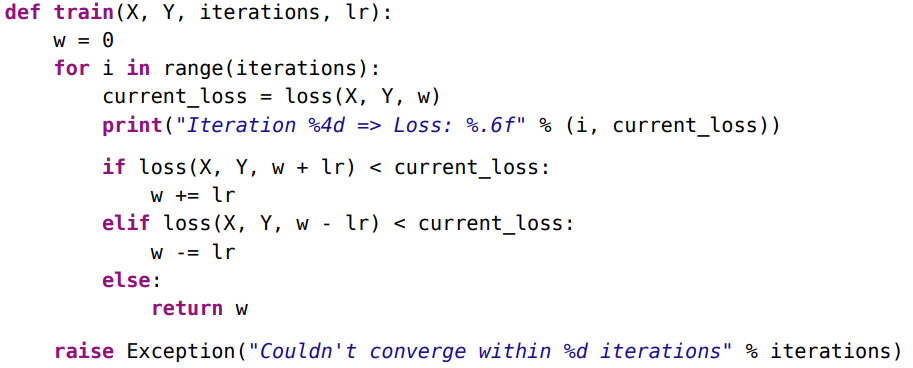 def train(X, Y, iterations, lr):
    w = 0
    for i in range(iterations):
        current_loss = loss(X, Y, w)
        print("Iteration %4d => Loss: %.6f" % (i, current_loss))
        if loss(X, Y, w + lr) < current_loss:
            w += lr
        elif loss(X, Y, w - lr) < current_loss:
            w -= lr
        else:
            return w
    raise Exception("Couldn't converge within %d iterations" % iterations)